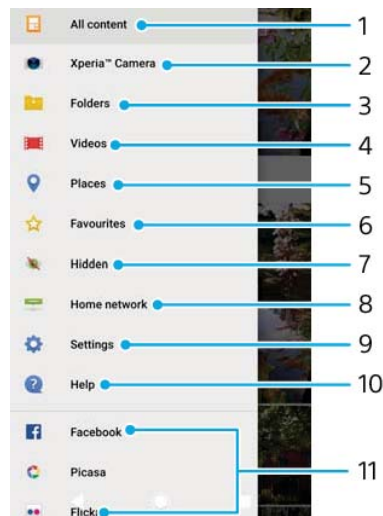 All content 1
Xperia™ Camera 2
Folders 3
Videos 4
Places 5
Favourites 6
Hidden 7
Home network 8
Settings 9
Help 10
Facebook
Picasa 11